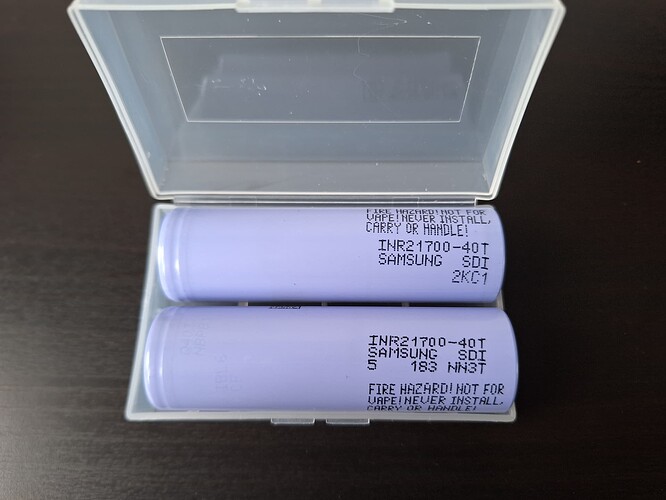 FIRE HAZARD! NOT FOR
VAPE! NEVER INSTALL,
CARRY OR HANDLE!
INR21700-40T
SAMSUNG SDI
2KC1
INR21700-40T
SAMSUNG SDI
5 183 NN3T
FIRE HAZARD! NOT FOR
VAPE! NEVER INSTALL,
CARRY OR HANDLE!